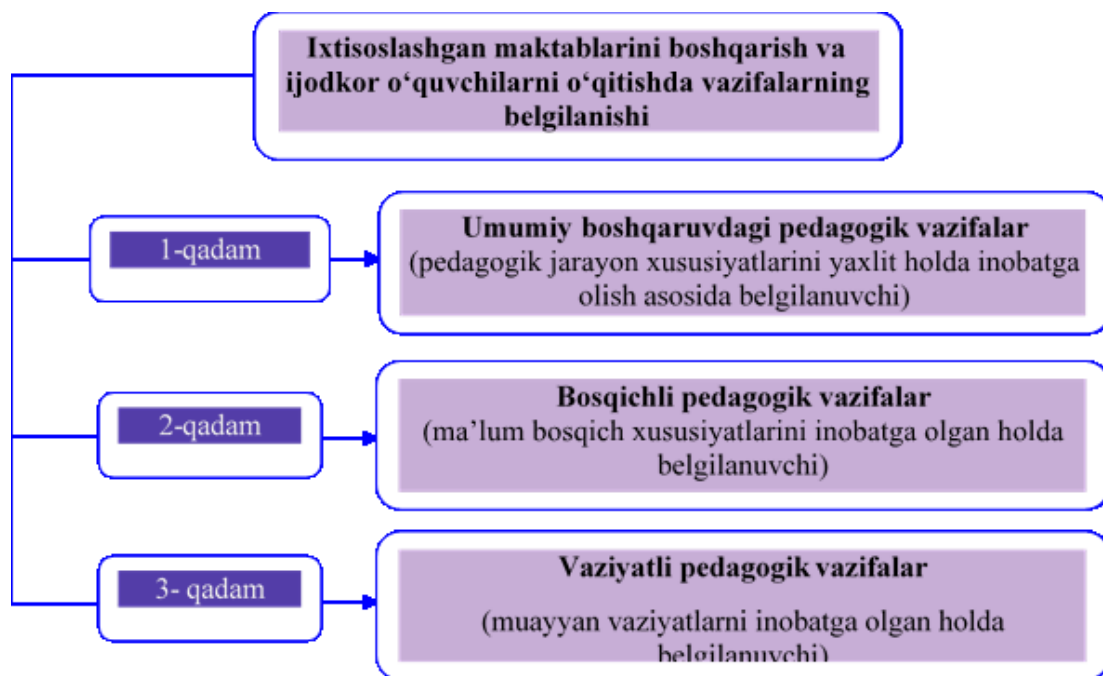 Ixtisoslashgan maktablarini boshqarish va
ijodkor o‘quvchilarni o‘qitishda vazifalarning
belgilanishi
1-qadam
Umumiy boshqaruvdagi pedagogik vazifalar
(pedagogik jarayon xususiyatlarini yaxlit holda inobatga
olish asosida belgilanuvchi)
2-qadam
Bosqichli pedagogik vazifalar
(ma’lum bosqich xususiyatlarini inobatga olgan holda
belgilanuvchi)
3- qadam
Vaziyatli pedagogik vazifalar
(muayyan vaziyatlarni inobatga olgan holda
belgilanuvchi)